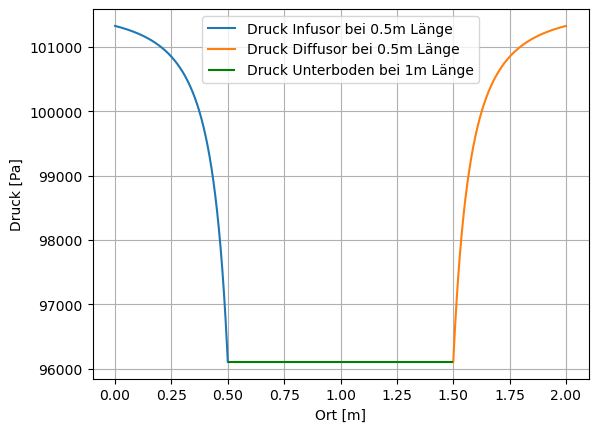 Druck Infusor bei 0.5m Länge
Druck Diffusor bei 0.5m Länge
Druck Unterboden bei 1m Länge
Druck [Pa]
101000
100000
99000
98000
97000
96000
0.00 0.25 0.50 0.75 1.00 1.25 1.50 1.75 2.00
Ort [m]